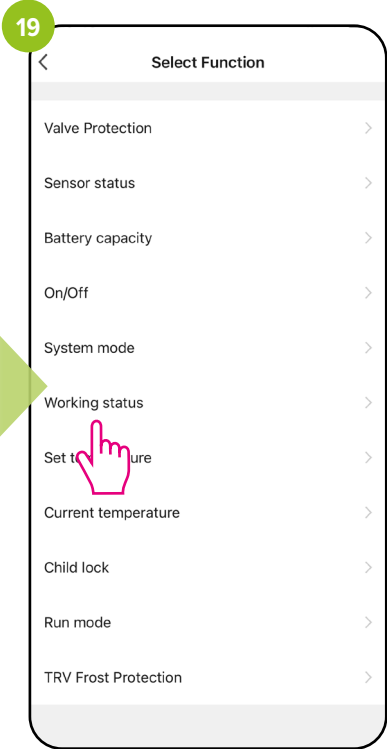 19
Select Function
Valve Protection
Sensor status
Battery capacity
On/Off
System mode
Working status
Set
Current temperature
Child lock
Run mode
TRV Frost Protection